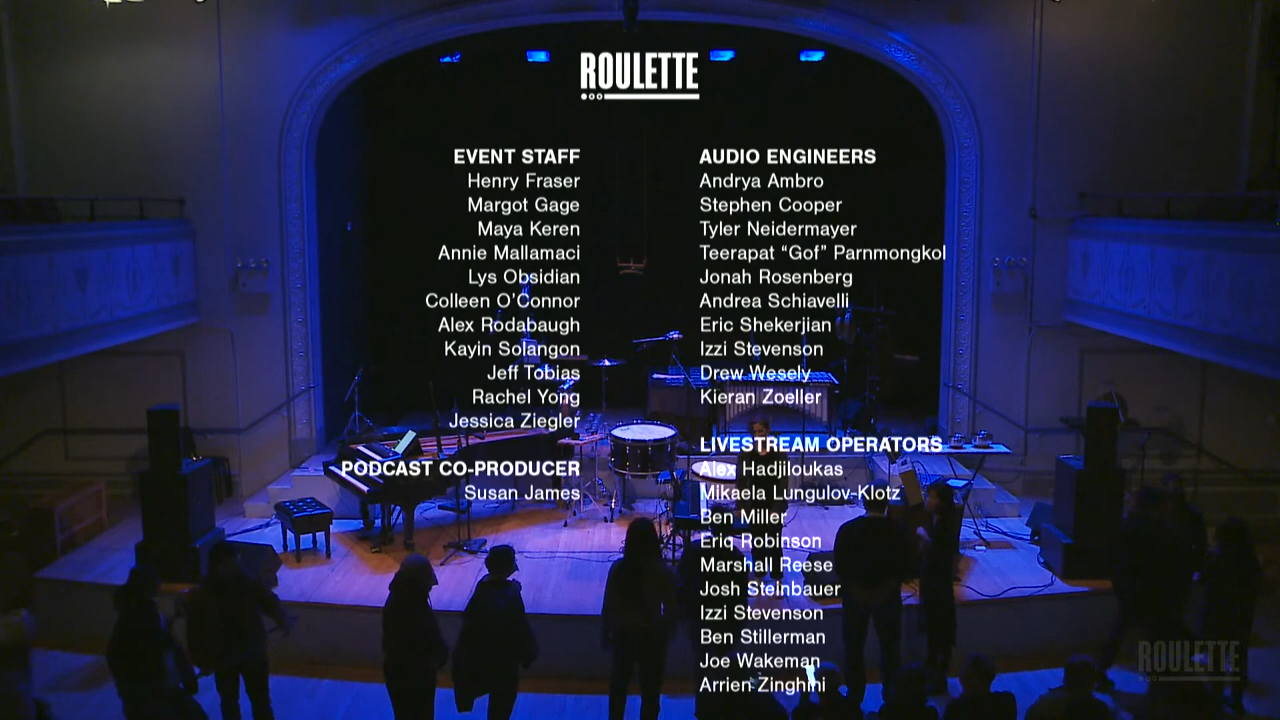 ROULETTE
EVENT STAFF
Henry Fraser
Margot Gage
Maya Keren
Annie Mallamaci
Lys Obsidian
Colleen O’Connor
Alex Rodabaugh
Kayin Solangon
Jeff Tobias
Rachel Yong
Jessica Ziegler
PODCAST CO-PRODUCER
Susan James
AUDIO ENGINEERS
Andrya Ambro
Stephen Cooper
Tyler Neidermayer
Teerapat “Gof” Parnmongkol
Jonah Rosenberg
Andrea Schiavelli
Eric Shekerjian
Izzi Stevenson
Drew Wesely
Kieran Zoeller
LIVESTREAM OPERATORS
Alex Hadjiloukas
Mikaela Lungulov-Klotz
Ben Miller
Eriq Robinson
Marshall Reese
Josh Steinbauer
Izzi Stevenson
Ben Stillerman
Joe Wakeman
Arrien Zinghini
ROULETTE